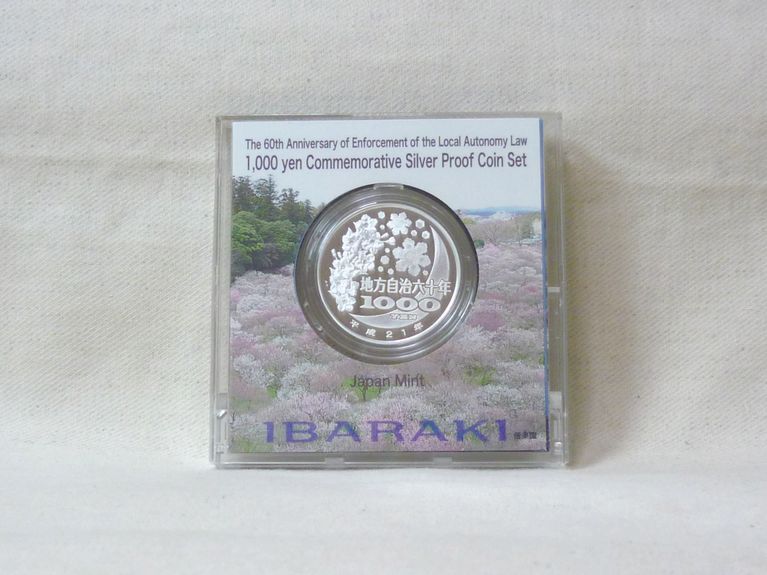 The 60th Anniversary of Enforcement of the Local Autonomy Law
1,000 yen Commemorative Silver Proof Coin Set
地方自治六十年
1000
平成21年
Japan Mint
IBARAKI